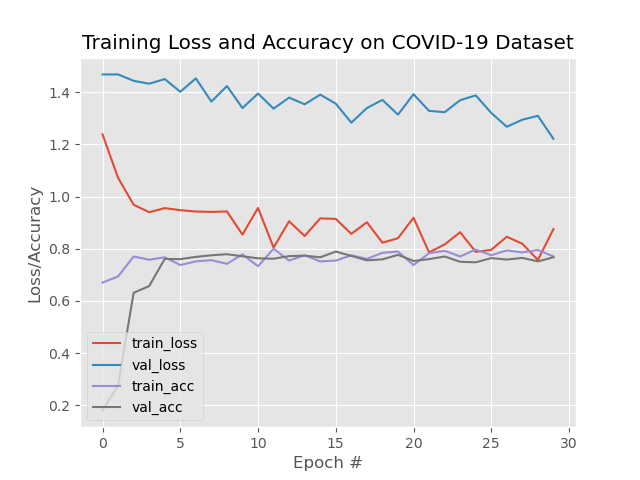 Training Loss and Accuracy on COVID-19 Dataset
Loss/Accuracy
1.4
1.2
1.0
0.8
0.6
0.4
0.2
train_loss
val_loss
train_acc
val_acc
0 5 10 15 20 25 30
Epoch #